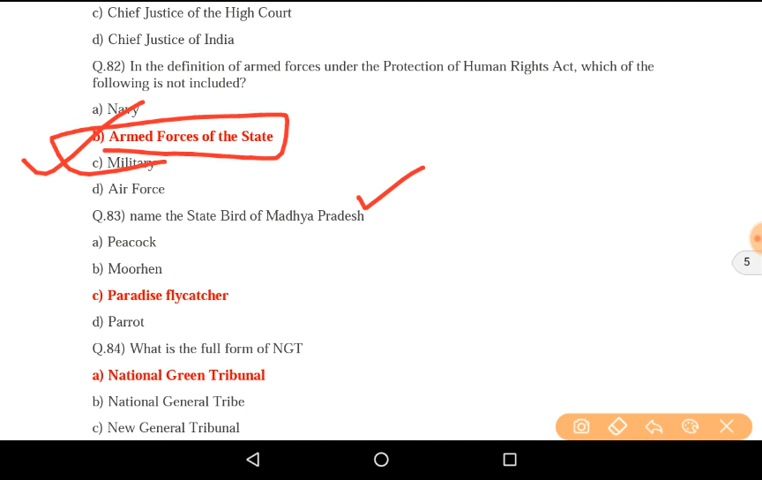 c) Chief Justice of the High Court
d) Chief Justice of India
Q.82) In the definition of armed forces under the Protection of Human Rights Act, which of the
following is not included?
a) Navy
b) Armed Forces of the State
c) Military
d) Air Force
Q.83) name the State Bird of Madhya Pradesh
a) Peacock
b) Moorhen
5
c) Paradise flycatcher
d) Parrot
Q.84) What is the full form of NGT
a) National Green Tribunal
b) National General Tribe
c) New General Tribunal